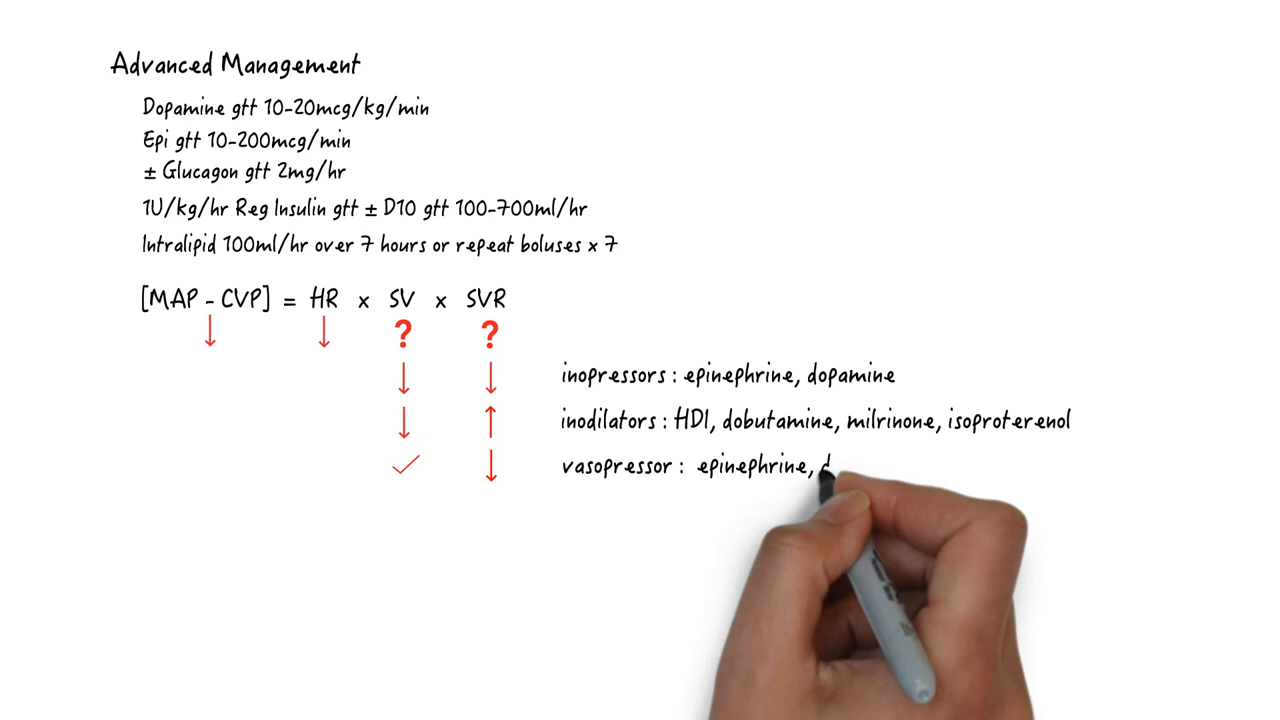 Advanced Management
Dopamine gtt 10-20mcg/kg/min
Epi gtt 10-200mcg/min
± Glucagon gtt 2mg/hr
1U/kg/hr Reg Insulin gtt ± D10 gtt 100-700ml/hr
Intralipid 100ml/hr over 7 hours or repeat boluses x 7
[MAP - CVP] = HR x SV x SVR
↓ ↓ ? ?
↓ ↓ inopressors : epinephrine, dopamine
↓ ↑ inodilators : HDI, dobutamine, milrinone, isoproterenol
✓ ↓ vasopressor : epinephrine, d